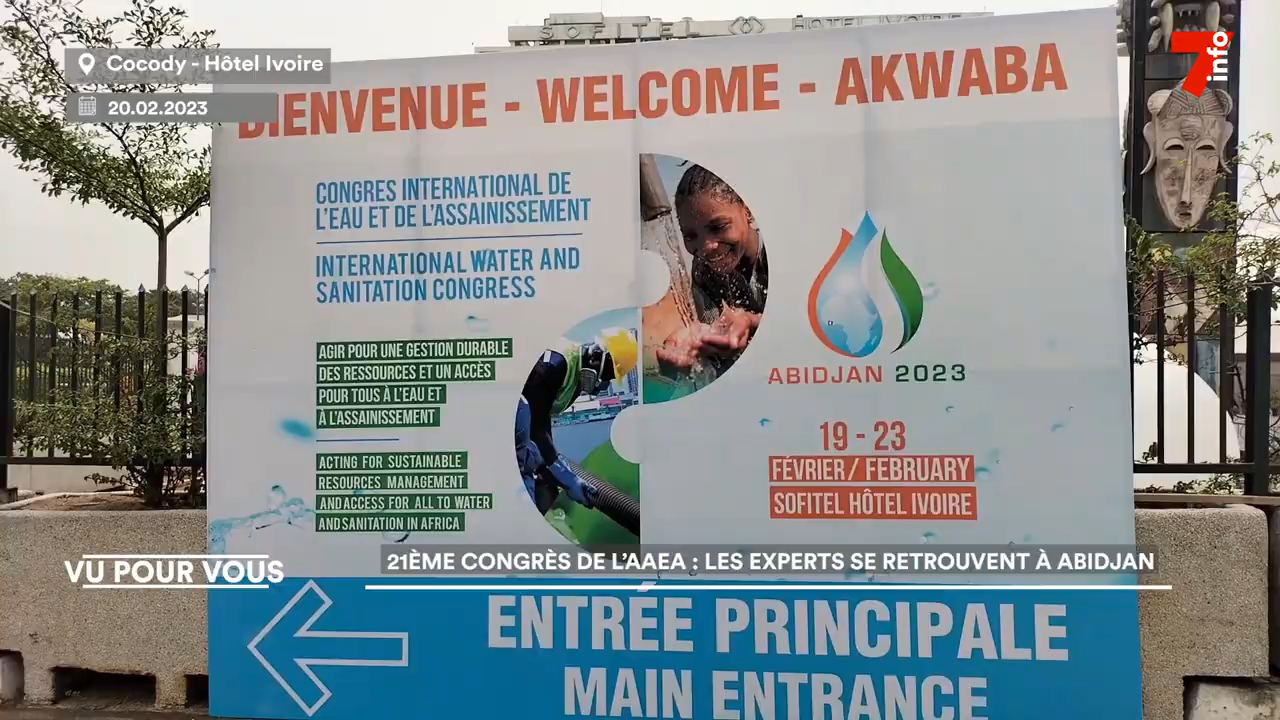 SOFITEL HÔTEL IVOIRE
Cocody - Hôtel Ivoire
20.02.2023
7 info
BIENVENUE - WELCOME - AKWABA
CONGRES INTERNATIONAL DE
L'EAU ET DE L'ASSAINISSEMENT
INTERNATIONAL WATER AND
SANITATION CONGRESS
AGIR POUR UNE GESTION DURABLE
DES RESSOURCES ET UN ACCÈS
POUR TOUS À L'EAU ET
À L'ASSAINISSEMENT
ACTING FOR SUSTAINABLE
RESOURCES MANAGEMENT
AND ACCESS FOR ALL TO WATER
AND SANITATION IN AFRICA
ABIDJAN 2023
19 - 23
FÉVRIER / FEBRUARY
SOFITEL HÔTEL IVOIRE
VU POUR VOUS
21ÈME CONGRÈS DE L'AAEA : LES EXPERTS SE RETROUVENT À ABIDJAN
ENTRÉE PRINCIPALE
MAIN ENTRANCE